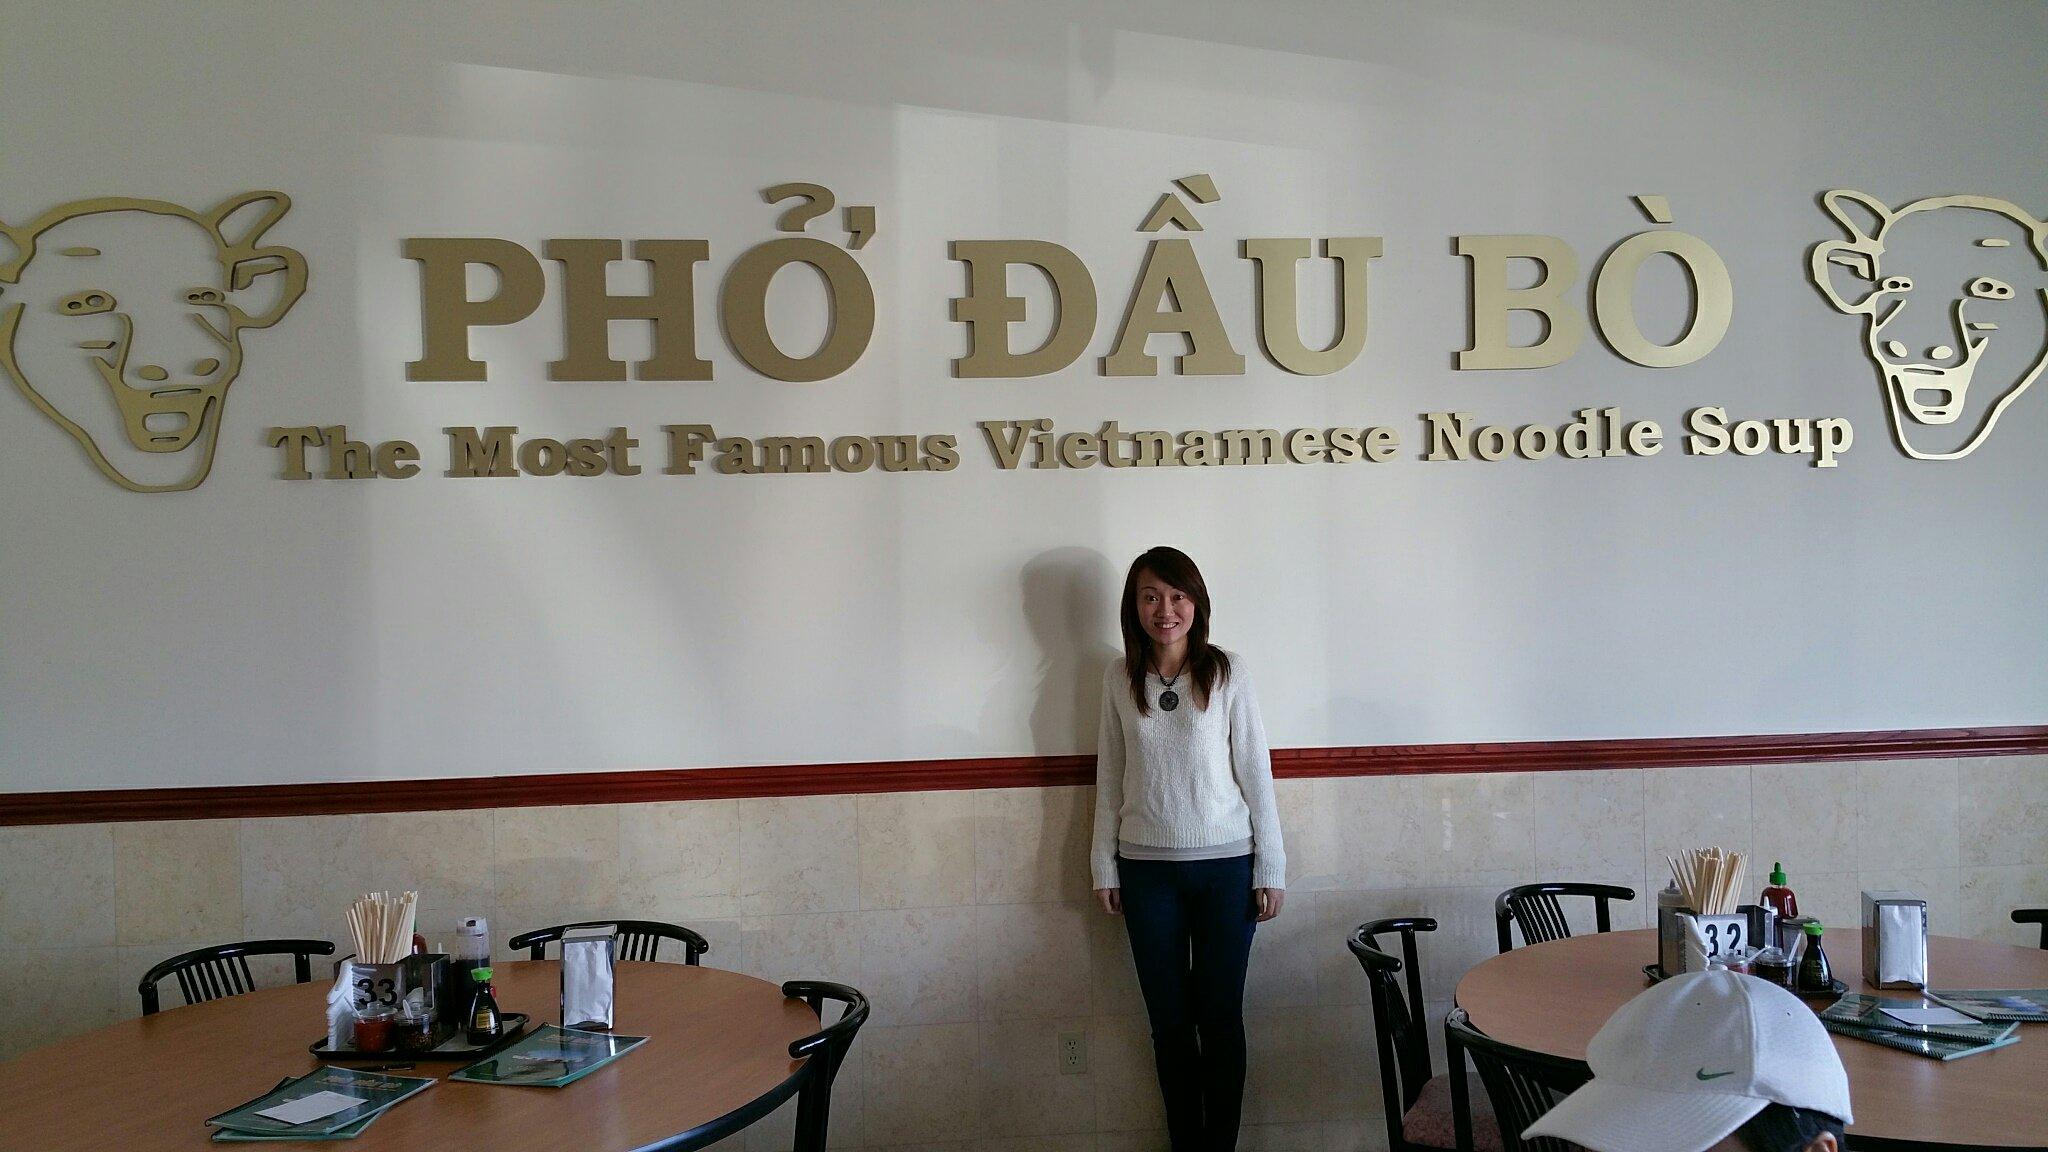 PHỞ ĐẦU BÒ
The Most Famous Vietnamese Noodle Soup
33
32